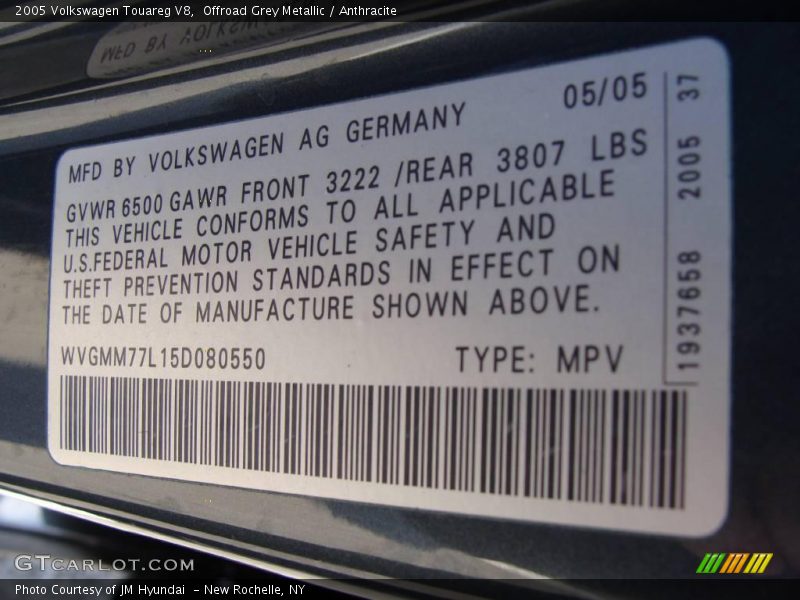 2005 Volkswagen Touareg V8, Offroad Grey Metallic / Anthracite
MFD BY VOLKSWAGEN AG GERMANY 05/05
GVWR 6500 GAWR FRONT 3222 /REAR 3807 LBS
THIS VEHICLE CONFORMS TO ALL APPLICABLE
U.S.FEDERAL MOTOR VEHICLE SAFETY AND
THEFT PREVENTION STANDARDS IN EFFECT ON
THE DATE OF MANUFACTURE SHOWN ABOVE.
WVGMM77L15D080550 TYPE: MPV
1937658 2005 37
GTCARLOT.COM
Photo Courtesy of JM Hyundai - New Rochelle, NY